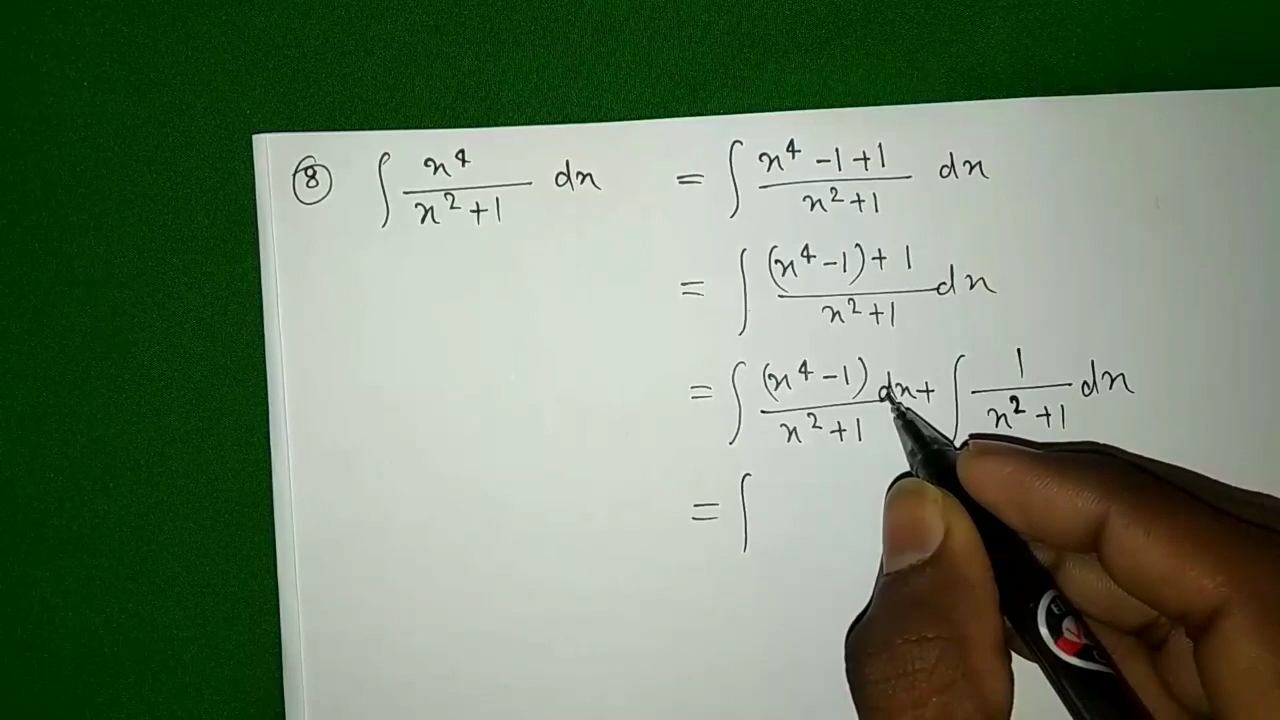 ⑧ ∫ x⁴/(x²+1) dx = ∫ (x⁴-1+1)/(x²+1) dx
= ∫ ((x⁴-1)+1)/(x²+1) dx
= ∫ (x⁴-1)/(x²+1) dx + ∫ 1/(x²+1) dx
= ∫